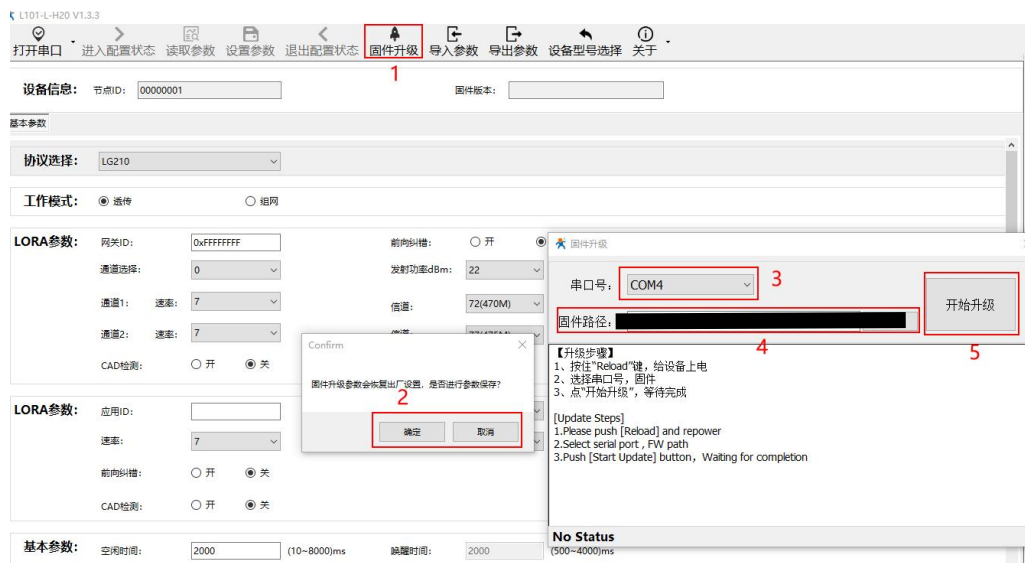 L101-L-H20 V1.3.3
打开串口 进入配置状态 读取参数 设置参数 退出配置状态 固件升级 导入参数 导出参数 设备型号选择 关于
1
设备信息: 节点ID: 00000001 固件版本:
基本参数
协议选择: LG210
工作模式: 透传 组网
LORA参数: 网关ID: 0xFFFFFFFF 前向纠错: 开
通道选择: 0 发射功率dBm: 22
通道1: 速率: 7 信道: 72(470M)
通道2: 速率: 7
CAD检测: 开 关
LORA参数: 应用ID:
速率: 7
前向纠错: 开 关
CAD检测: 开 关
基本参数: 空闲时间: 2000 (10~8000)ms 唤醒时间: 2000 (500~4000)ms
Confirm
固件升级参数会恢复出厂设置, 是否进行参数保存?
2
确定 取消
固件升级
串口号: COM4 3
开始升级
固件路径:
4
5
【升级步骤】
1、按住“Reload”键，给设备上电
2、选择串口号，固件
3、点“开始升级”，等待完成
[Update Steps]
1.Please push [Reload] and repower
2.Select serial port , FW path
3.Push [Start Update] button，Waiting for completion
No Status